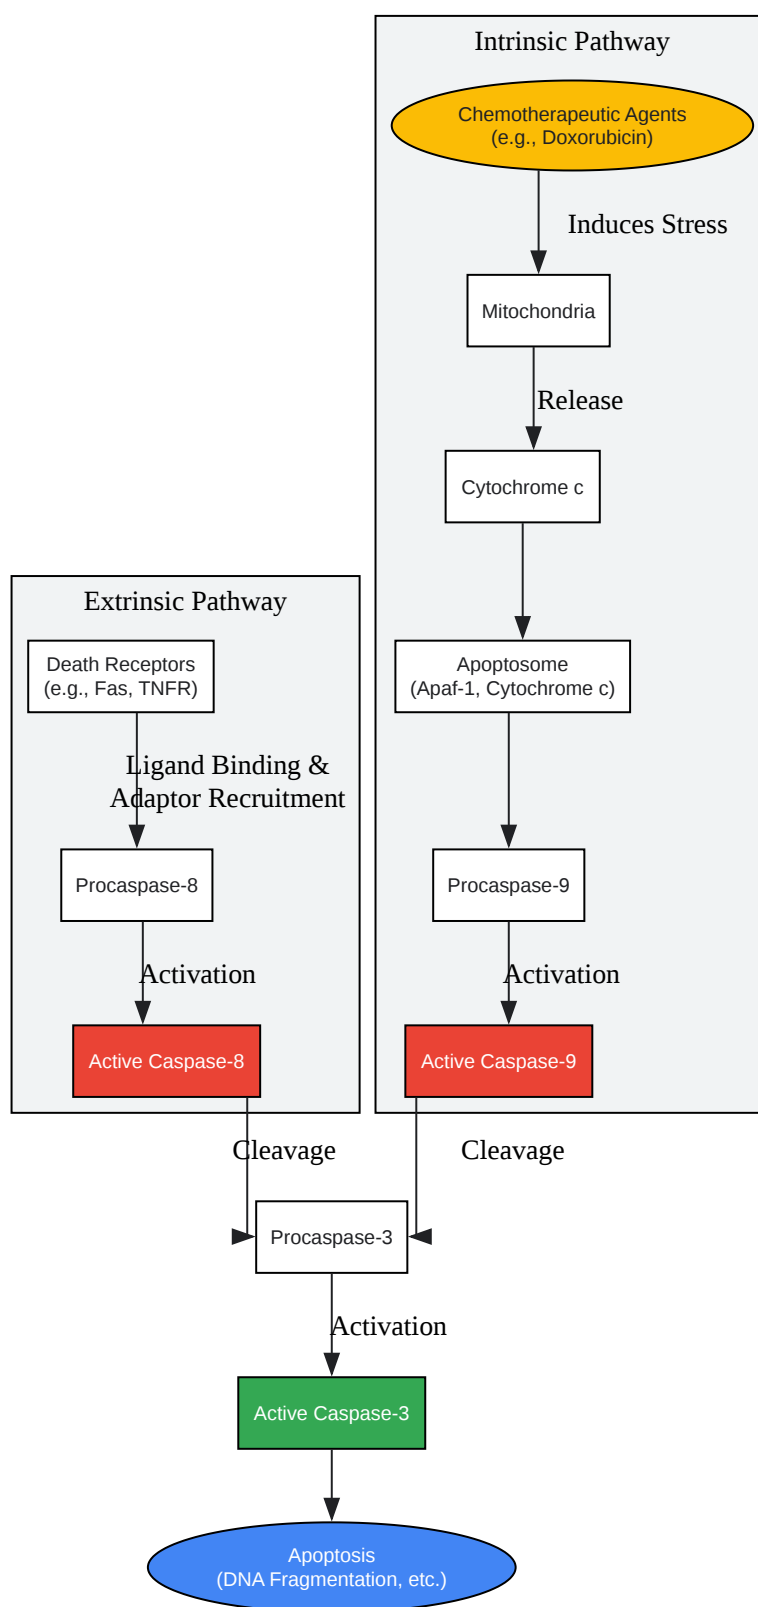 Intrinsic Pathway
Chemotherapeutic Agents
(e.g., Doxorubicin)
Induces Stress
Mitochondria
Release
Cytochrome c
Apoptosome
(Apaf-1, Cytochrome c)
Procaspase-9
Activation
Active Caspase-9
Cleavage
Extrinsic Pathway
Death Receptors
(e.g., Fas, TNFR)
Ligand Binding &
Adaptor Recruitment
Procaspase-8
Activation
Active Caspase-8
Cleavage
Procaspase-3
Activation
Active Caspase-3
Apoptosis
(DNA Fragmentation, etc.)